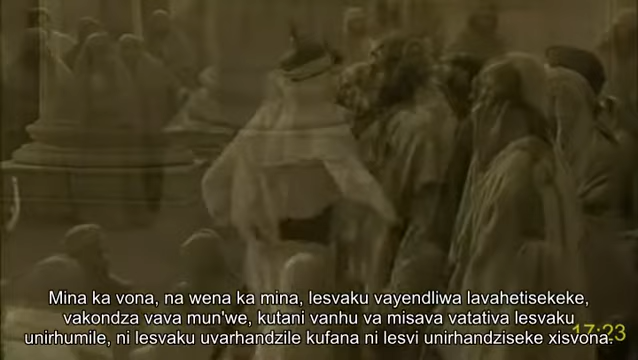 Mina ka vona, na wena ka mina, lesvaku vayendliwa lavahetisekeke,
vakondza vava mun'we, kutani vanhu va misava vatativa lesvaku
unirhumile, ni lesvaku uvarhandzile kufana ni lesvi unirhandziseke xisvona.
17:23